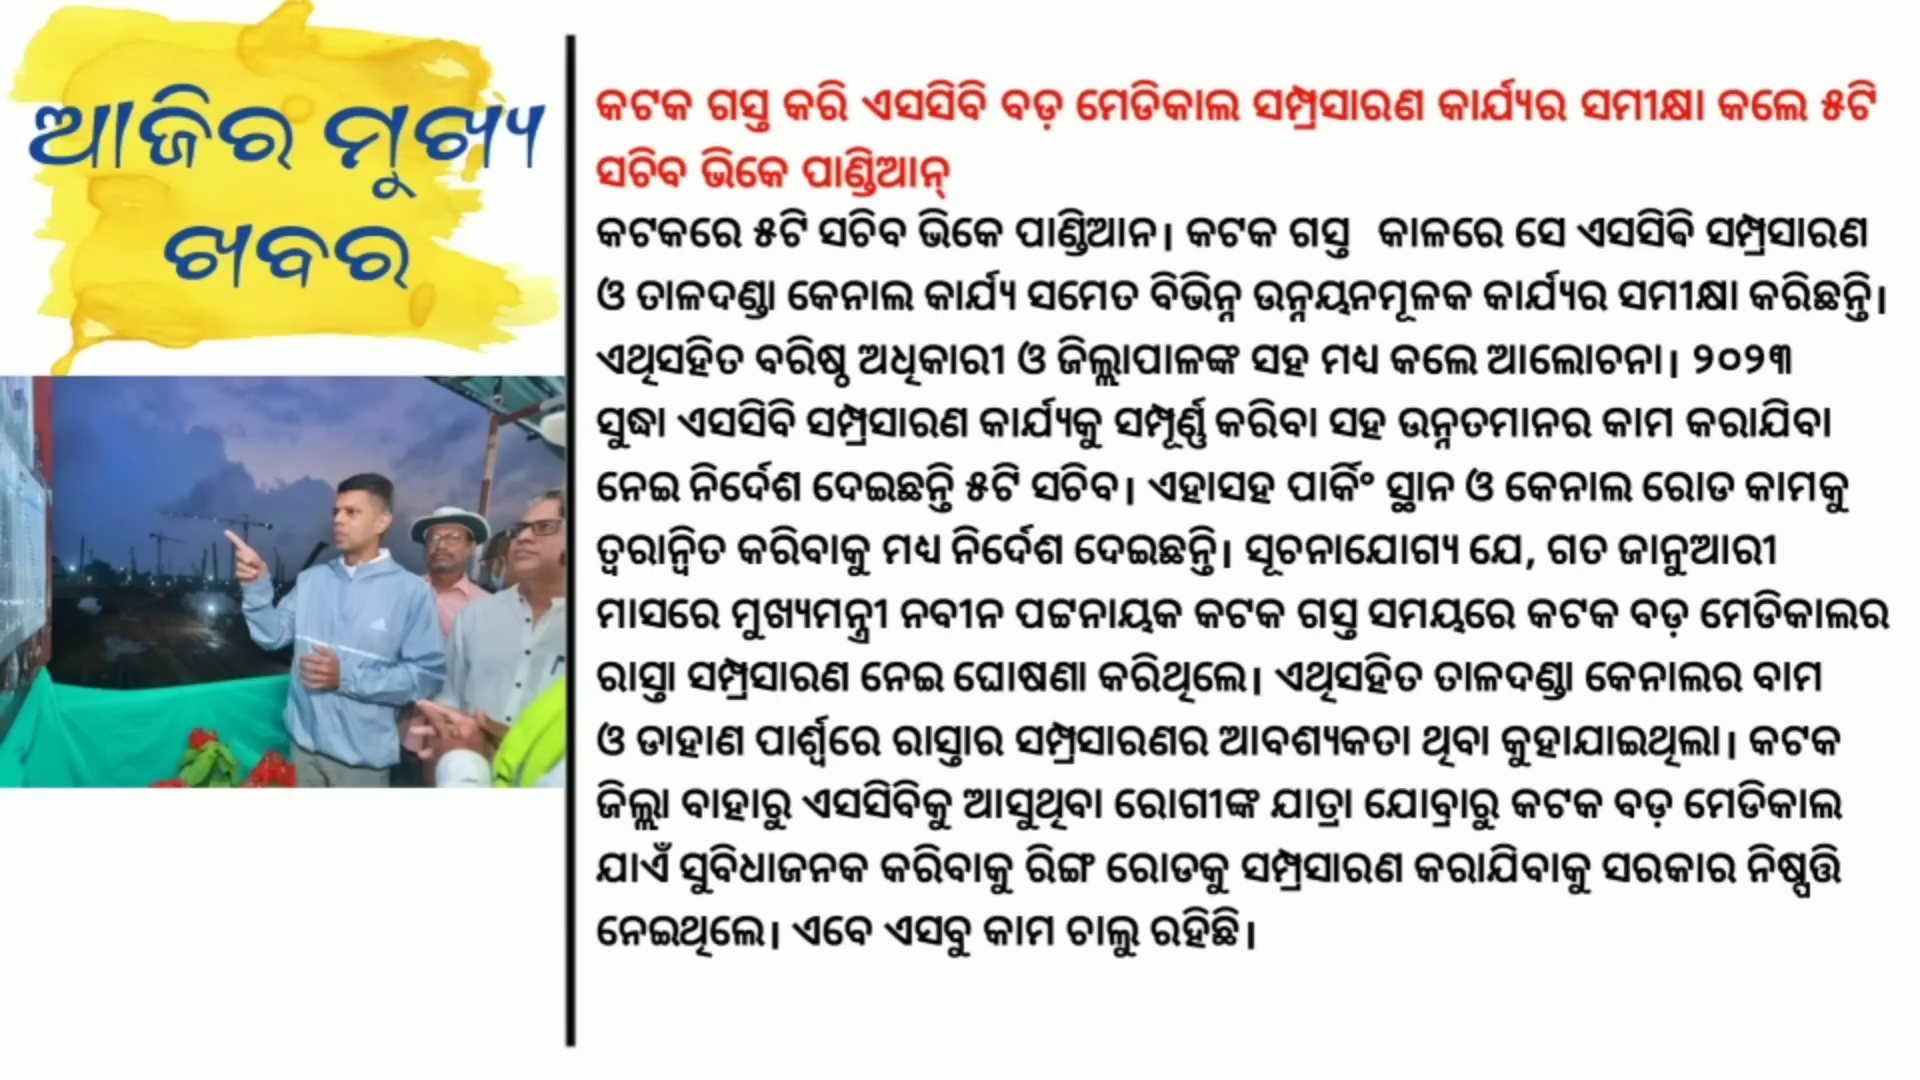 ଆଜିର ମୁଖ୍ୟ
ଖବର
କଟକ ଗସ୍ତ କରି ଏସସିବି ବଡ଼ ମେଡିକାଲ ସମ୍ପ୍ରସାରଣ କାର୍ଯ୍ୟର ସମୀକ୍ଷା କଲେ ୫ଟି
ସଚିବ ଭିକେ ପାଣ୍ଡିଆନ୍
କଟକରେ ୫ଟି ସଚିବ ଭିକେ ପାଣ୍ଡିଆନ। କଟକ ଗସ୍ତ କାଳରେ ସେ ଏସସିବି ସମ୍ପ୍ରସାରଣ
ଓ ତାଳଦଣ୍ଡା କେନାଲ କାର୍ଯ୍ୟ ସମେତ ବିଭିନ୍ନ ଉନ୍ନୟନମୂଳକ କାର୍ଯ୍ୟର ସମୀକ୍ଷା କରିଛନ୍ତି।
ଏଥିସହିତ ବରିଷ୍ଠ ଅଧିକାରୀ ଓ ଜିଲ୍ଲାପାଳଙ୍କ ସହ ମଧ୍ୟ କଲେ ଆଲୋଚନା। ୨୦୨୩
ସୁଦ୍ଧା ଏସସିବି ସମ୍ପ୍ରସାରଣ କାର୍ଯ୍ୟକୁ ସମ୍ପୂର୍ଣ୍ଣ କରିବା ସହ ଉନ୍ନତମାନର କାମ କରାଯିବା
ନେଇ ନିର୍ଦ୍ଦେଶ ଦେଇଛନ୍ତି ୫ଟି ସଚିବ। ଏହାସହ ପାର୍କିଂ ସ୍ଥାନ ଓ କେନାଲ ରୋଡ କାମକୁ
ତ୍ୱରାନ୍ୱିତ କରିବାକୁ ମଧ୍ୟ ନିର୍ଦ୍ଦେଶ ଦେଇଛନ୍ତି। ସୂଚନାଯୋଗ୍ୟ ଯେ, ଗତ ଜାନୁଆରୀ
ମାସରେ ମୁଖ୍ୟମନ୍ତ୍ରୀ ନବୀନ ପଟ୍ଟନାୟକ କଟକ ଗସ୍ତ ସମୟରେ କଟକ ବଡ଼ ମେଡିକାଲର
ରାସ୍ତା ସମ୍ପ୍ରସାରଣ ନେଇ ଘୋଷଣା କରିଥିଲେ। ଏଥିସହିତ ତାଳଦଣ୍ଡା କେନାଲର ବାମ
ଓ ଡାହାଣ ପାର୍ଶ୍ୱରେ ରାସ୍ତାର ସମ୍ପ୍ରସାରଣର ଆବଶ୍ୟକତା ଥିବା କୁହାଯାଇଥିଲା। କଟକ
ଜିଲ୍ଲା ବାହାରୁ ଏସସିବିକୁ ଆସୁଥିବା ରୋଗୀଙ୍କ ଯାତ୍ରା ଯୋବ୍ରାରୁ କଟକ ବଡ଼ ମେଡିକାଲ
ଯାଏଁ ସୁବିଧାଜନକ କରିବାକୁ ରିଙ୍ଗ ରୋଡକୁ ସମ୍ପ୍ରସାରଣ କରାଯିବାକୁ ସରକାର ନିଷ୍ପତ୍ତି
ନେଇଥିଲେ। ଏବେ ଏସବୁ କାମ ଚାଲୁ ରହିଛି।